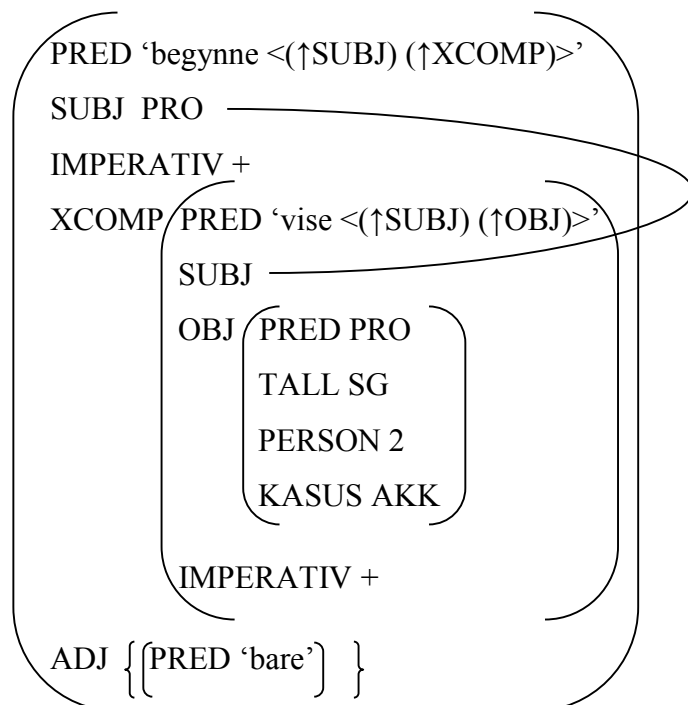 PRED ‘begynne <(↑SUBJ) (↑XCOMP)>’
SUBJ PRO
IMPERATIV +
XCOMP PRED ‘vise <(↑SUBJ) (↑OBJ)>’
SUBJ
OBJ PRED PRO
TALL SG
PERSON 2
KASUS AKK
IMPERATIV +
ADJ {[PRED ‘bare’] }